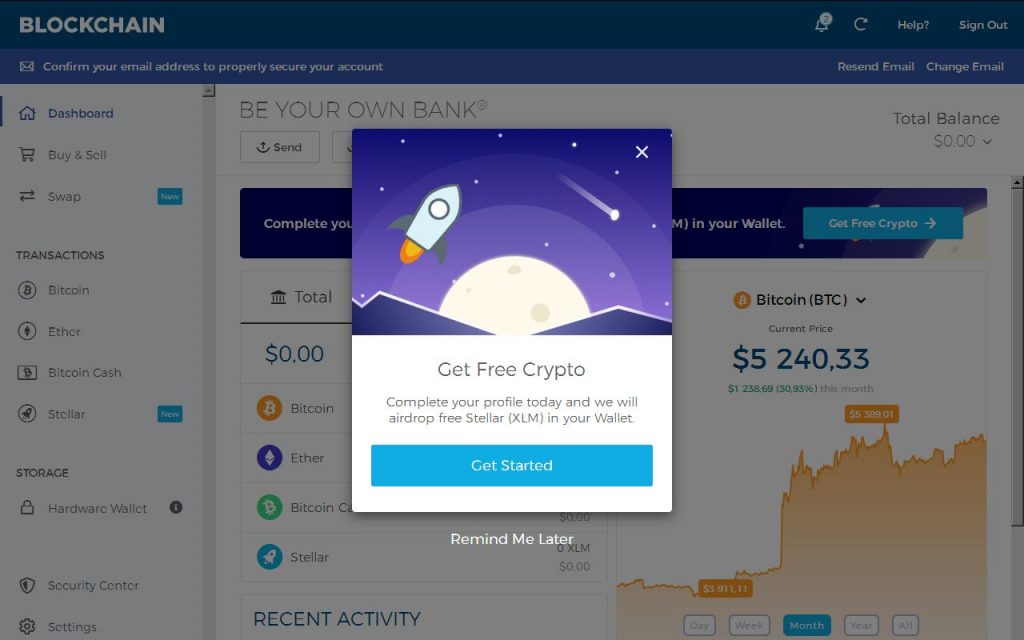 BLOCKCHAIN
2
Help?
Sign Out
Confirm your email address to properly secure your account
Resend Email
Change Email
Dashboard
Buy & Sell
Swap
New
TRANSACTIONS
Bitcoin
Ether
Bitcoin Cash
Stellar
New
STORAGE
Hardware Wallet
Security Center
Settings
BE YOUR OWN BANK®
Send
Total Balance
$0,00
M) in your Wallet.
Get Free Crypto
Total
$0,00
Bitcoin
Ether
Bitcoin
$0,00
Stellar
0 XLM
$0,00
RECENT ACTIVITY
Get Free Crypto
Complete your profile today and we will
airdrop free Stellar (XLM) in your Wallet.
Get Started
Remind Me Later
Bitcoin (BTC)
Current Price
$5 240,33
$1 238,69 (30,93%) this month
$5 389,01
$3 911,11
Day
Week
Month
Year
All